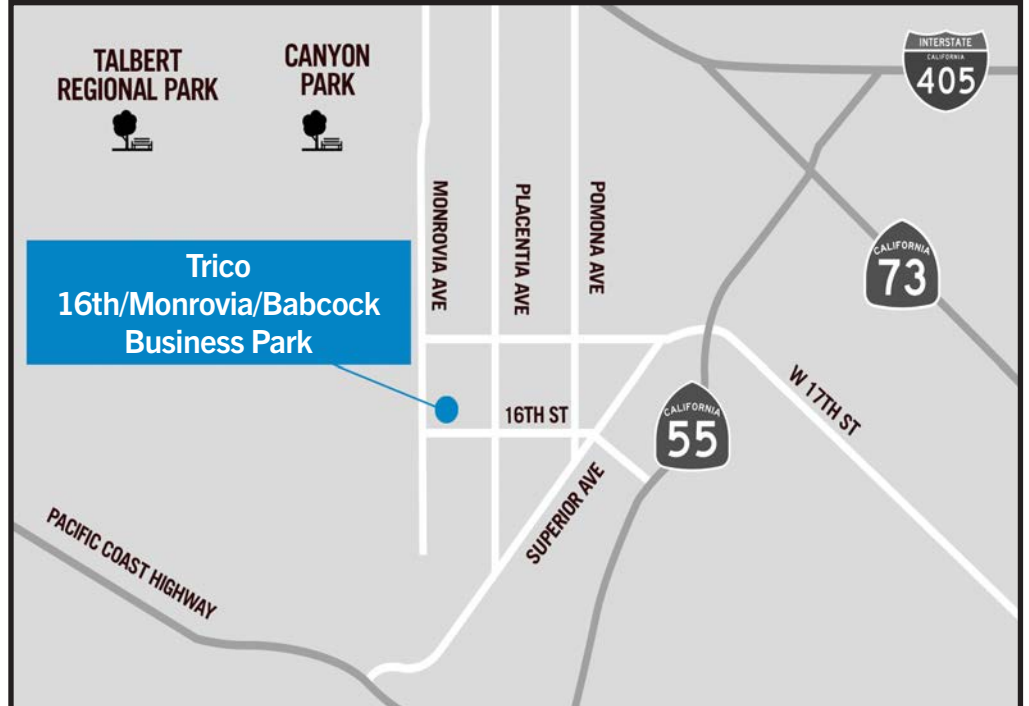 TALBERT
REGIONAL PARK
CANYON
PARK
INTERSTATE
CALIFORNIA
405
MONROVIA AVE
PLACENTIA AVE
POMONA AVE
CALIFORNIA
73
Trico
16th/Monrovia/Babcock
Business Park
W 17TH ST
16TH ST
CALIFORNIA
55
SUPERIOR AVE
PACIFIC COAST HIGHWAY